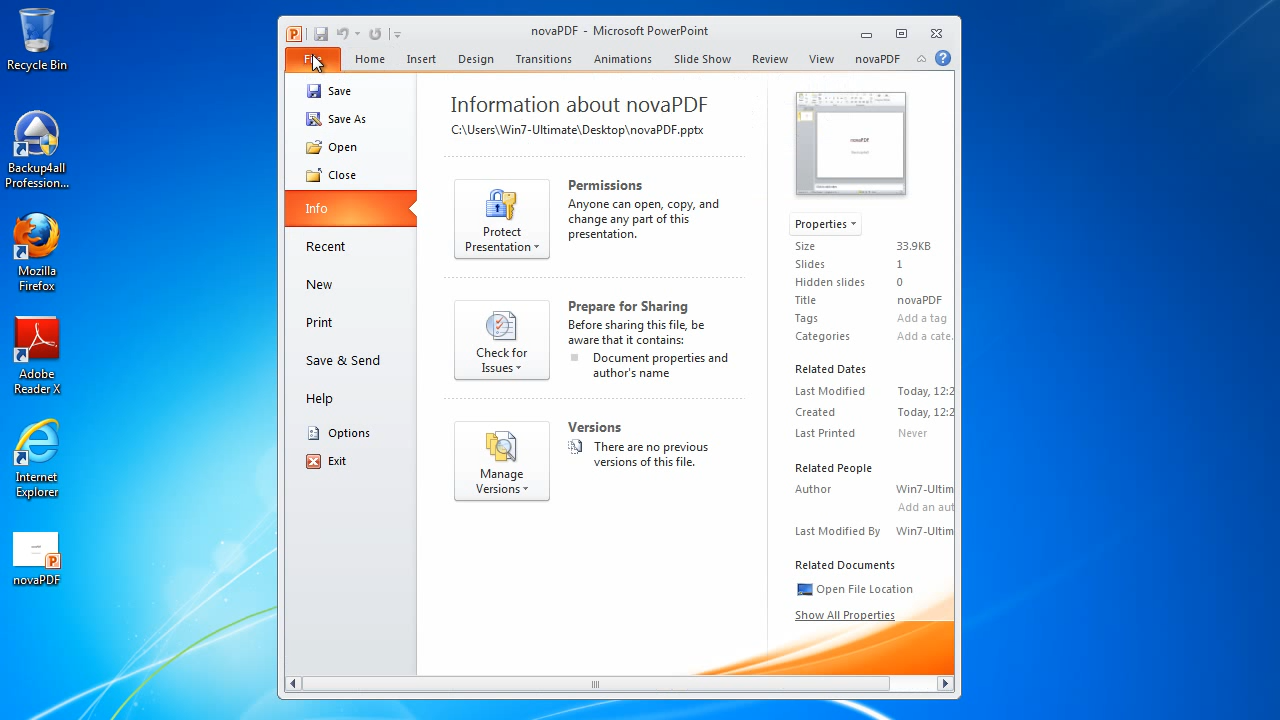 Recycle Bin
Backup4all
Professon...
Mozilla
Firefox
Adobe
Reader X
Internet
Explorer
novaPDF
novaPDF - Microsoft PowerPoint
File
Home
Insert
Design
Transitions
Animations
Slide Show
Review
View
novaPDF
Save
Save As
Open
Close
Info
Recent
New
Print
Save & Send
Help
Options
Exit
Information about novaPDF
C:\Users\Win7-Ultimate\Desktop\novaPDF.pptx
Protect
Presentation
Permissions
Anyone can open, copy, and
change any part of this
presentation.
Check for
Issues
Prepare for Sharing
Before sharing this file, be
aware that it contains:
Document properties and
author's name
Manage
Versions
Versions
There are no previous
versions of this file.
novaPDF
Properties
Size 33.9KB
Slides 1
Hidden slides 0
Title novaPDF
Tags Add a tag
Categories Add a cate.
Related Dates
Last Modified Today, 12:2
Created Today, 12:2
Last Printed Never
Related People
Author Win7-Ultim
Add an aut
Last Modified By Win7-Ultim
Related Documents
Open File Location
Show All Properties